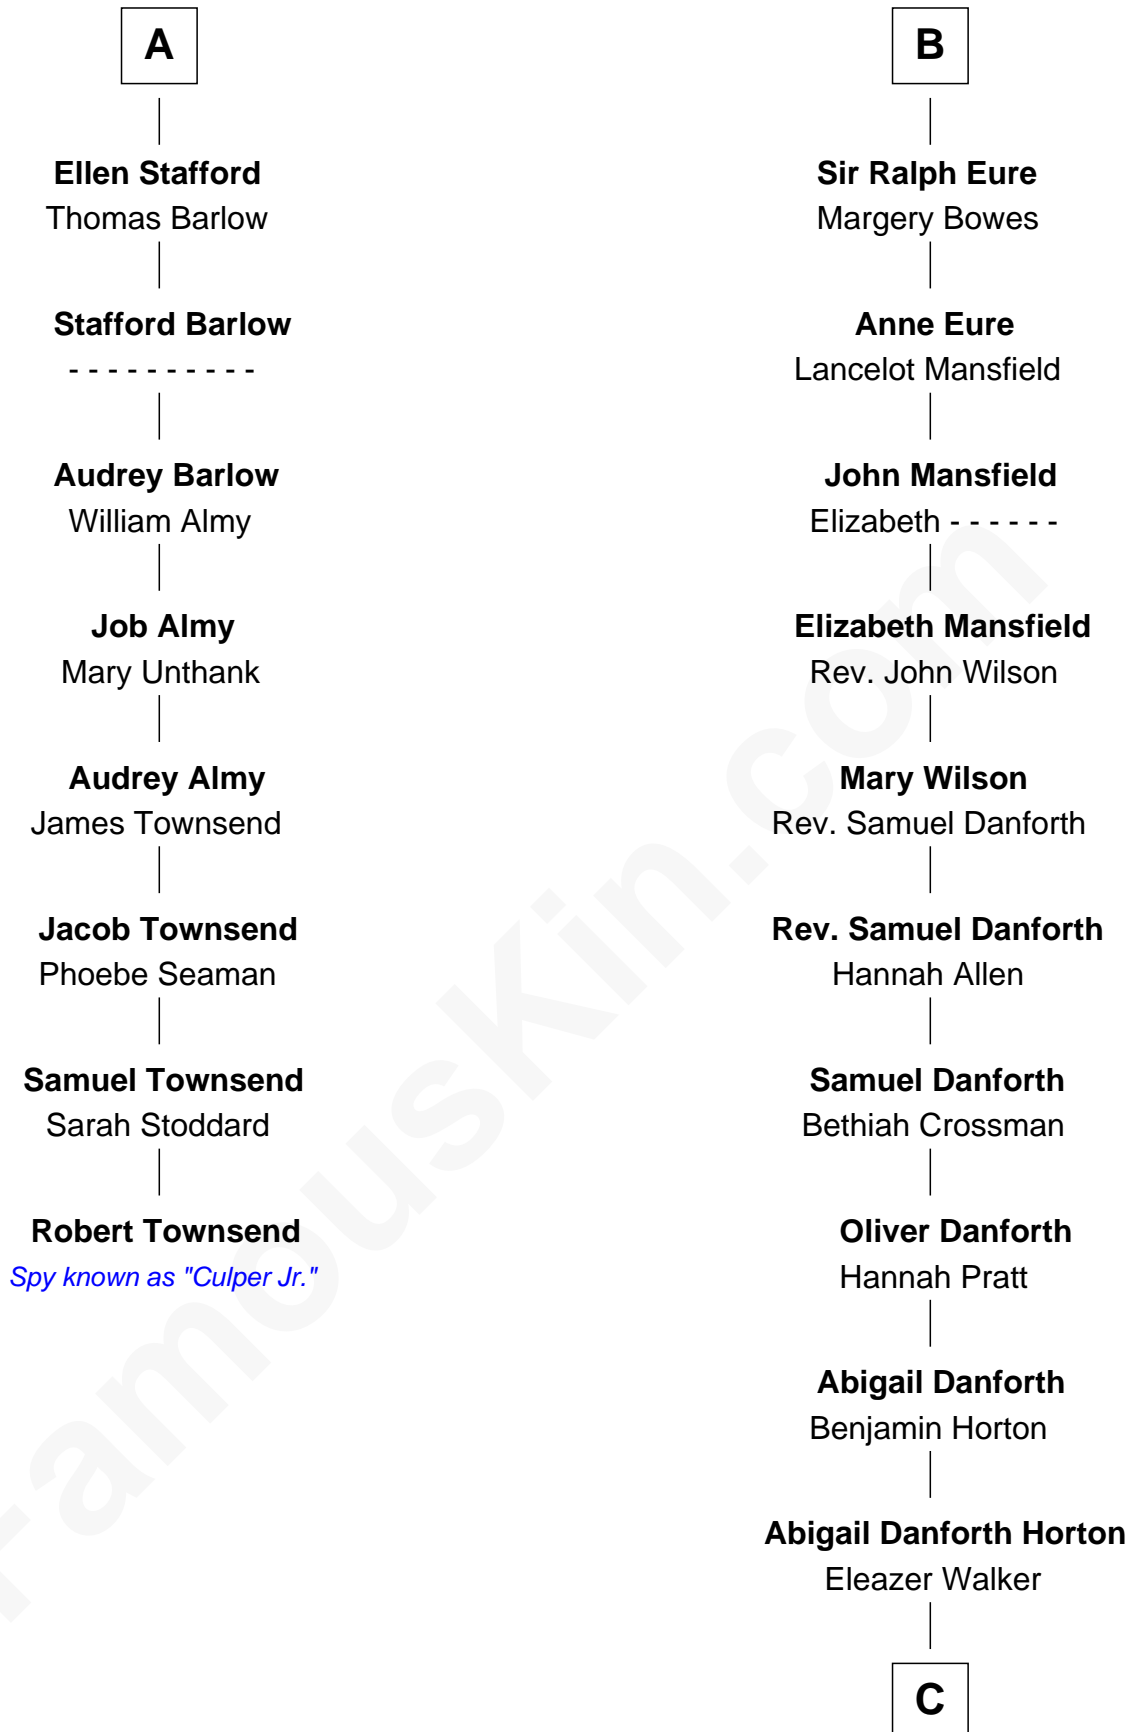 A
Ellen Stafford
Thomas Barlow
Stafford Barlow
- - - - - - - - - -
Audrey Barlow
William Almy
Job Almy
Mary Unthank
Audrey Almy
James Townsend
Jacob Townsend
Phoebe Seaman
Samuel Townsend
Sarah Stoddard
Robert Townsend
Spy known as "Culper Jr."
B
Sir Ralph Eure
Margery Bowes
Anne Eure
Lancelot Mansfield
John Mansfield
Elizabeth - - - - - -
Elizabeth Mansfield
Rev. John Wilson
Mary Wilson
Rev. Samuel Danforth
Rev. Samuel Danforth
Hannah Allen
Samuel Danforth
Bethiah Crossman
Oliver Danforth
Hannah Pratt
Abigail Danforth
Benjamin Horton
Abigail Danforth Horton
Eleazer Walker
C
FamousKin.com